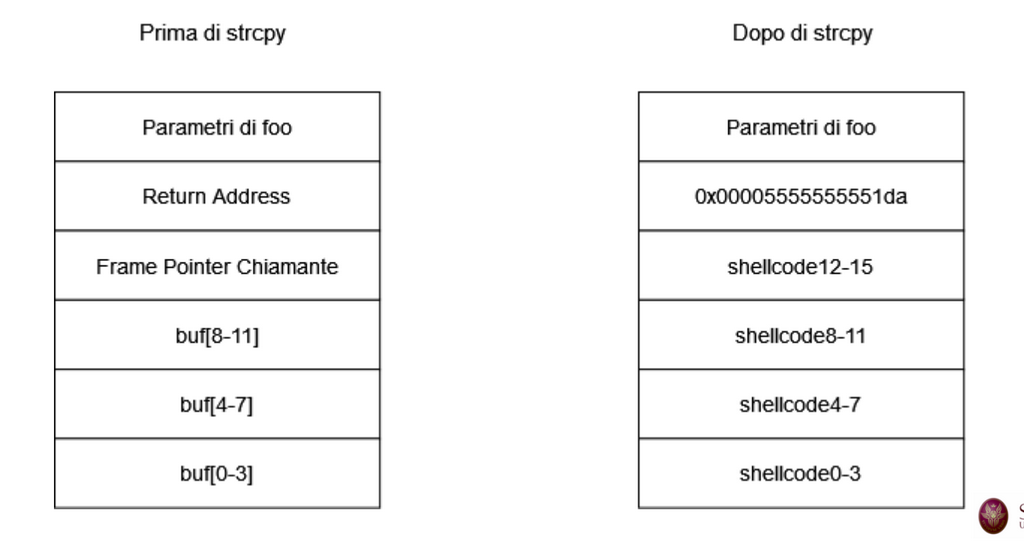 Prima di strcpy
Dopo di strcpy
Parametri di foo
Return Address
Frame Pointer Chiamante
buf[8-11]
buf[4-7]
buf[0-3]
Parametri di foo
0x00005555555551da
shellcode12-15
shellcode8-11
shellcode4-7
shellcode0-3